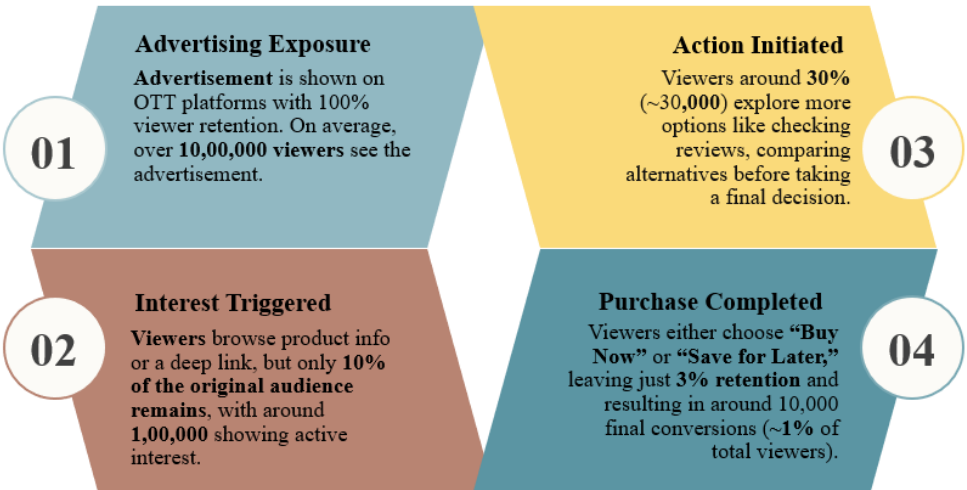 01
Advertising Exposure
Advertisement is shown on
OTT platforms with 100%
viewer retention. On average,
over 10,00,000 viewers see the
advertisement.
02
Interest Triggered
Viewers browse product info
or a deep link, but only 10%
of the original audience
remains, with around
1,00,000 showing active
interest.
03
Action Initiated
Viewers around 30%
(~30,000) explore more
options like checking
reviews, comparing
alternatives before taking
a final decision.
04
Purchase Completed
Viewers either choose “Buy
Now” or “Save for Later,”
leaving just 3% retention and
resulting in around 10,000
final conversions (~1% of
total viewers).